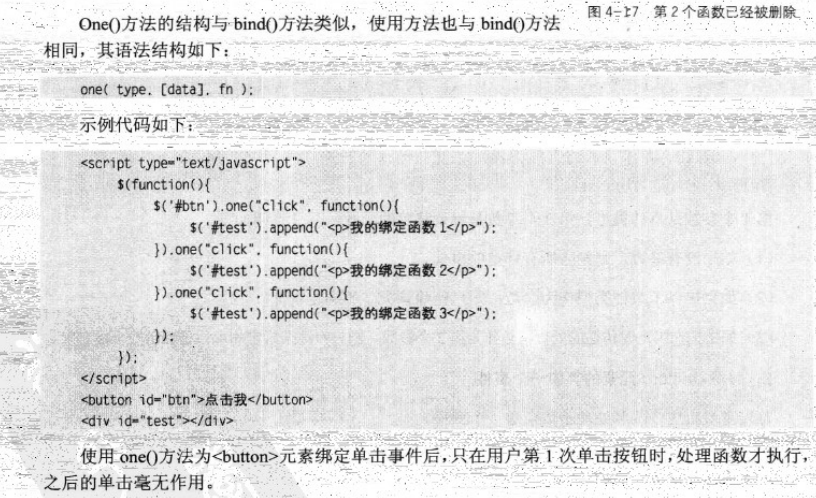 One()方法的结构与 bind()方法类似，使用方法也与 bind()方法
图 4-17 第 2 个函数已经被删除
相同，其语法结构如下：
one( type, [data], fn );
示例代码如下：
<script type="text/javascript">
$(function(){
$('#btn').one("click", function(){
$('#test').append("<p>我的绑定函数 1</p>");
}).one("click", function(){
$('#test').append("<p>我的绑定函数 2</p>");
}).one("click", function(){
$('#test').append("<p>我的绑定函数 3</p>");
});
});
</script>
<button id="btn">点击我</button>
<div id="test"></div>
使用 one()方法为<button>元素绑定单击事件后，只在用户第 1 次单击按钮时，处理函数才执行，
之后的单击毫无作用。